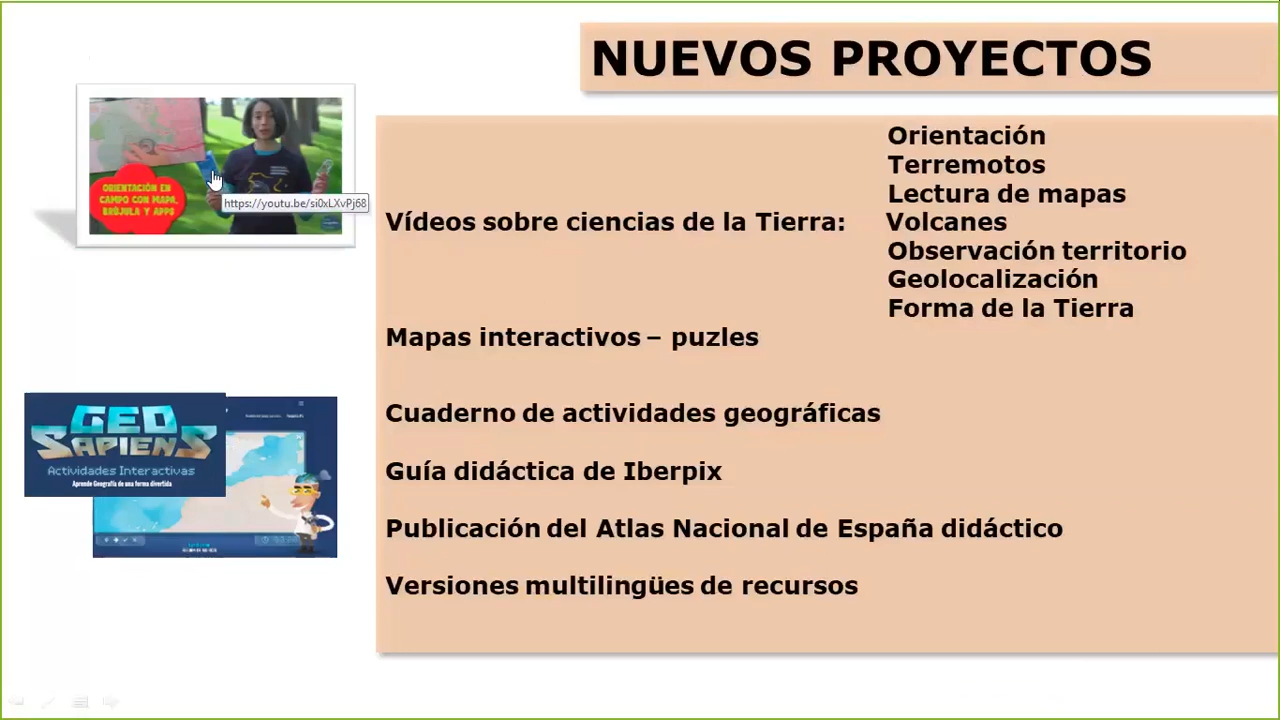 NUEVOS PROYECTOS
ORIENTACIÓN EN
CAMPO CON MAPA,
BRÚJULA Y APPS
https://youtu.be/si0xLXvPj68
Vídeos sobre ciencias de la Tierra:
Orientación
Terremotos
Lectura de mapas
Volcanes
Observación territorio
Geolocalización
Forma de la Tierra
Mapas interactivos – puzles
Cuaderno de actividades geográficas
Guía didáctica de Iberpix
Publicación del Atlas Nacional de España didáctico
Versiones multilingües de recursos
GEO
SAPIENS
Actividades Interactivas
Aprende Geografía de una forma divertida